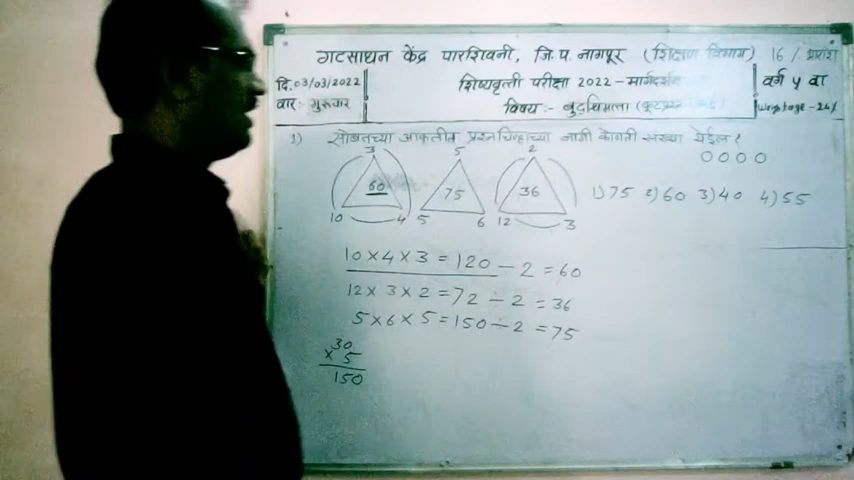 गटसाधन केंद्र पारशिवनी, जि.प. नागपूर (शिक्षण विभाग) 16 /
दि. 03/03/2022
वार:- गुरुवार
शिष्यवृत्ती परीक्षा 2022 - मार्गदर्शन
विषय:- बुद्धिमत्ता
वर्ग ५ वा
Weightage - 24%
1) सोबतच्या आकृतीत प्रश्नचिन्हाच्या जागी कोणती संख्या येईल?
3 5 2
60 75 36
10 4 5 6 12 3
1) 75 2) 60 3) 40 4) 55
10 × 4 × 3 = 120 ÷ 2 = 60
12 × 3 × 2 = 72 ÷ 2 = 36
5 × 6 × 5 = 150 ÷ 2 = 75
30
× 5
150